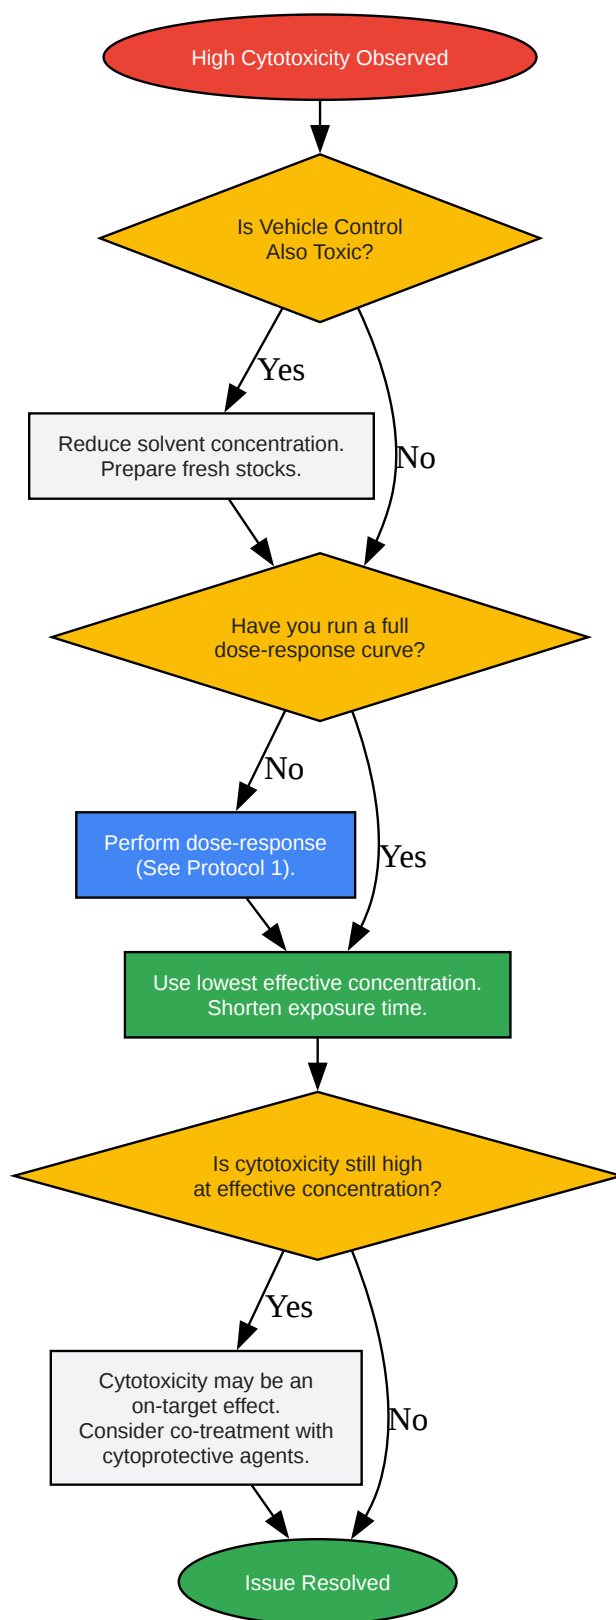 High Cytotoxicity Observed
Is Vehicle Control
Also Toxic?
Yes
Reduce solvent concentration.
Prepare fresh stocks.
No
Have you run a full
dose-response curve?
No
Perform dose-response
(See Protocol 1).
Yes
Use lowest effective concentration.
Shorten exposure time.
Is cytotoxicity still high
at effective concentration?
Yes
Cytotoxicity may be an
on-target effect.
Consider co-treatment with
cytoprotective agents.
No
Issue Resolved